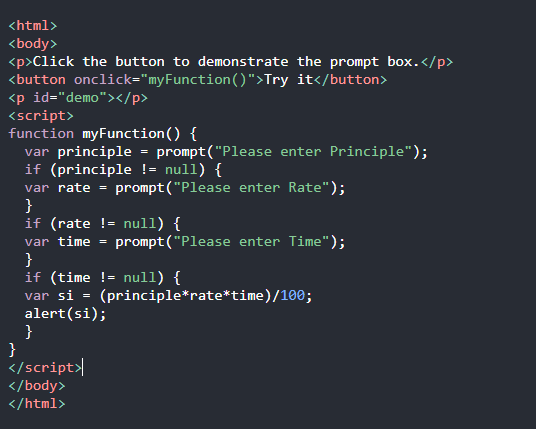 <html>
<body>
<p>Click the button to demonstrate the prompt box.</p>
<button onclick="myFunction()">Try it</button>
<p id="demo"></p>
<script>
function myFunction() {
  var principle = prompt("Please enter Principle");
  if (principle != null) {
  var rate = prompt("Please enter Rate");
  }
  if (rate != null) {
  var time = prompt("Please enter Time");
  }
  if (time != null) {
  var si = (principle*rate*time)/100;
  alert(si);
  }
}
</script>
</body>
</html>